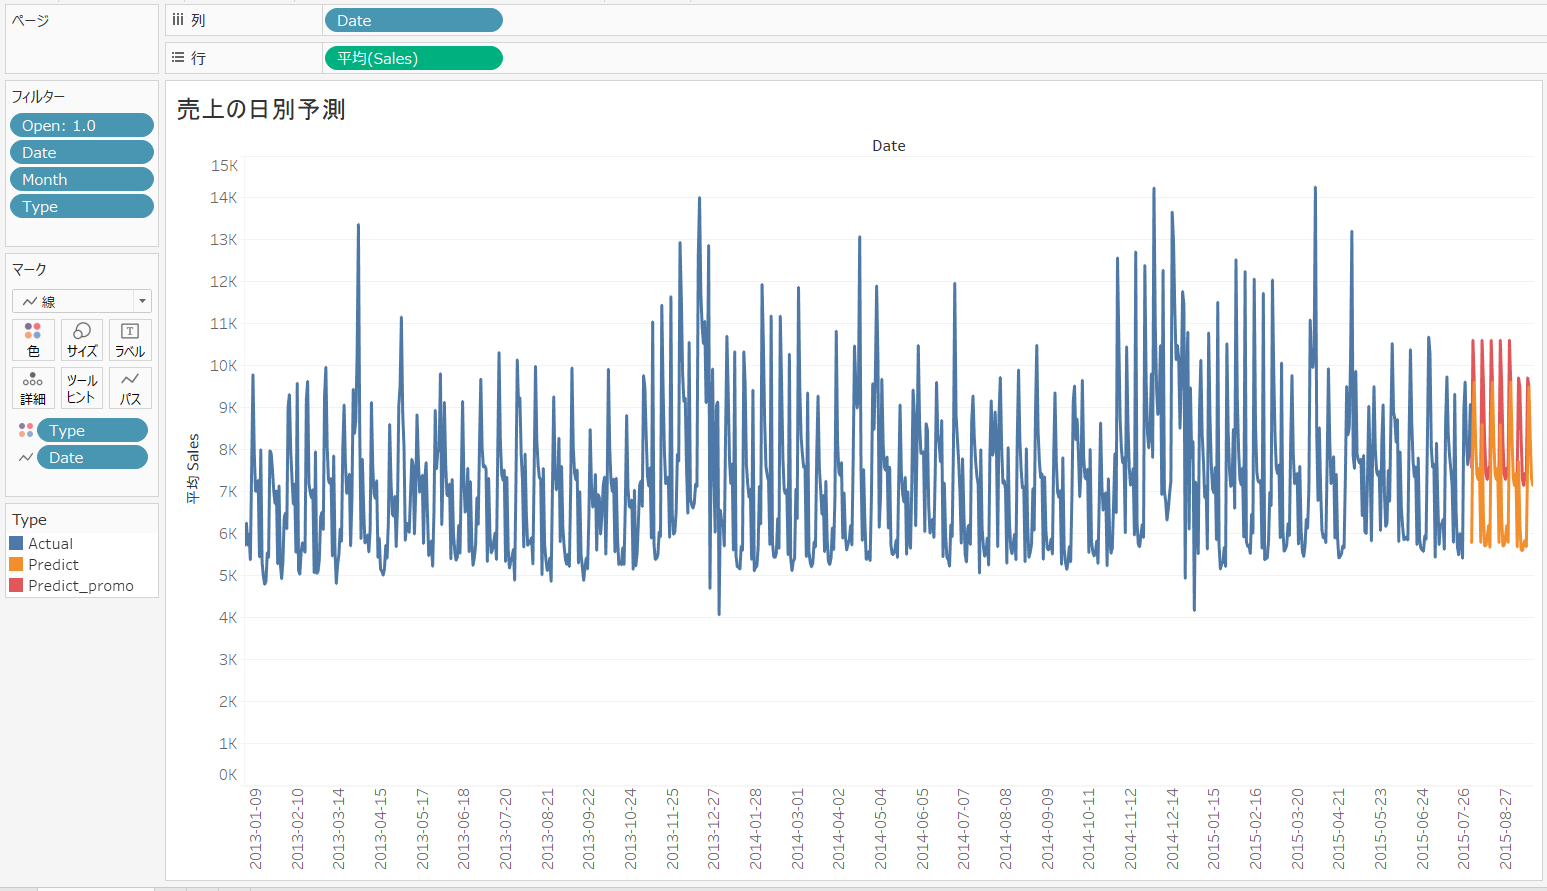 ページ
列
Date
行
平均(Sales)
フィルター
Open: 1.0
Date
Month
Type
マーク
線
色
サイズ
ラベル
詳細
ツール
ヒント
パス
Type
Date
Type
Actual
Predict
Predict_promo
売上の日別予測
Date
平均 Sales
15K
14K
13K
12K
11K
10K
9K
8K
7K
6K
5K
4K
3K
2K
1K
0K
2013-01-09
2013-02-10
2013-03-14
2013-04-15
2013-05-17
2013-06-18
2013-07-20
2013-08-21
2013-09-22
2013-10-24
2013-11-25
2013-12-27
2014-01-28
2014-03-01
2014-04-02
2014-05-04
2014-06-05
2014-07-07
2014-08-08
2014-09-09
2014-10-11
2014-11-12
2014-12-14
2015-01-15
2015-02-16
2015-03-20
2015-04-21
2015-05-23
2015-06-24
2015-07-26
2015-08-27